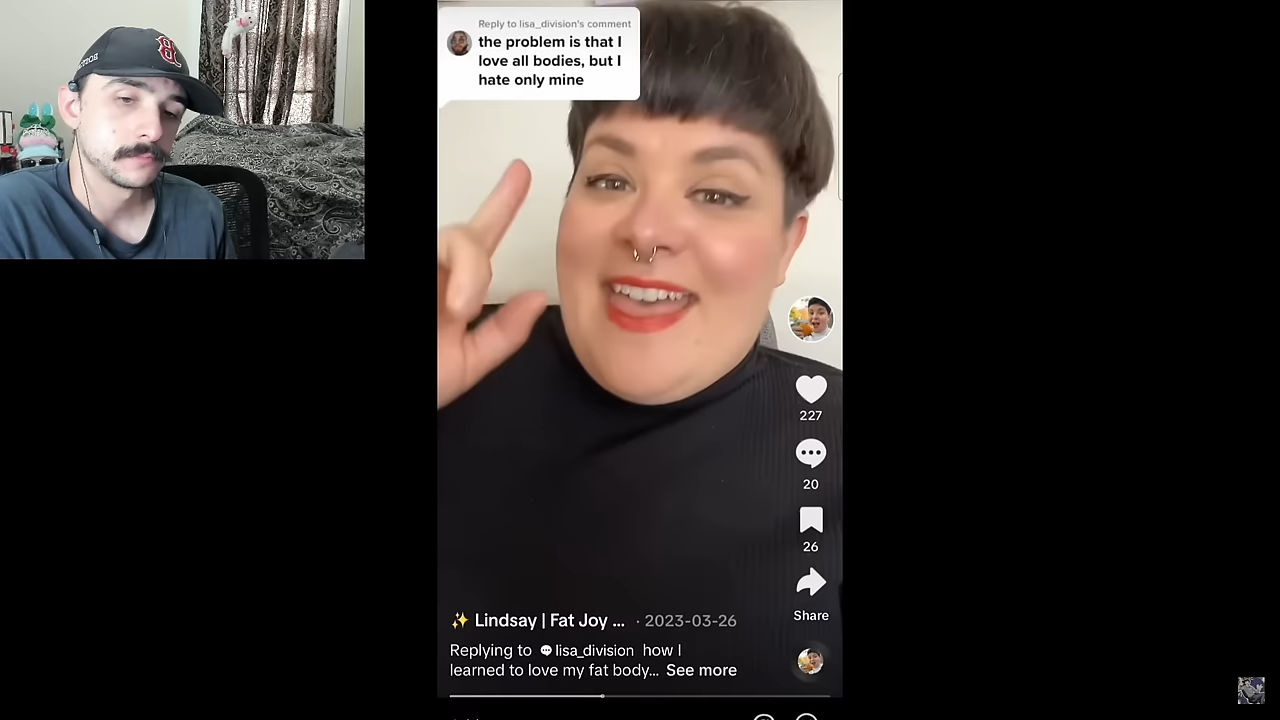 Reply to lisa_division's comment
the problem is that I
love all bodies, but I
hate only mine
B
227
20
26
Share
✨ Lindsay | Fat Joy ... · 2023-03-26
Replying to 💬lisa_division how I
learned to love my fat body... See more